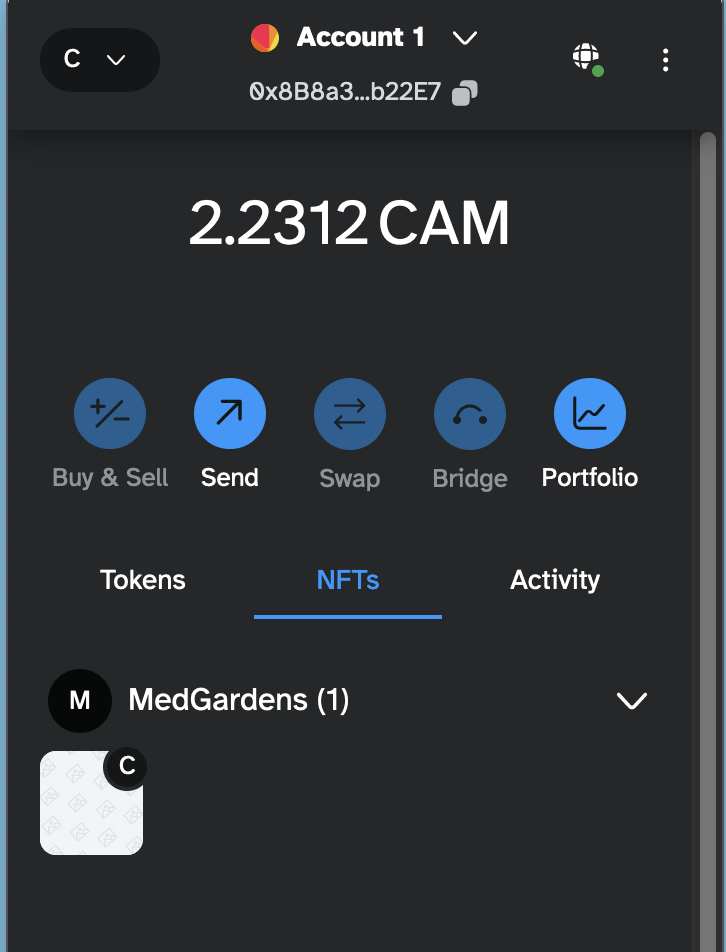 C
Account 1
0x8B8a3...b22E7
2.2312 CAM
Buy & Sell
Send
Swap
Bridge
Portfolio
Tokens
NFTs
Activity
M
MedGardens (1)
C